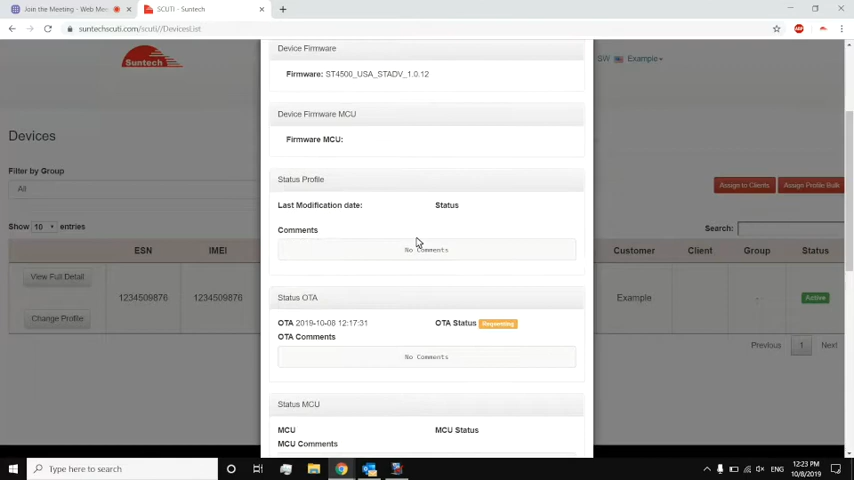 Join the Meeting - Web Mee
SCUTI - Suntech
suntechscuti.com/scuti//DevicesList
Suntech
SW Example
Device Firmware
Firmware: ST4500_USA_STADV_1.0.12
Device Firmware MCU
Firmware MCU:
Devices
Filter by Group
All
Status Profile
Assign to Clients Assign Profile Bulk
Last Modification date: Status
Show 10 entries
Search:
Comments
No Comments
ESN IMEI Customer Client Group Status
View Full Detail
1234509876 1234509876 Example - Active
Change Profile
Status OTA
OTA 2019-10-08 12:17:31 OTA Status Requesting
OTA Comments
No Comments
Previous 1 Next
Status MCU
MCU MCU Status
MCU Comments
Type here to search
ENG
12:23 PM
10/8/2019